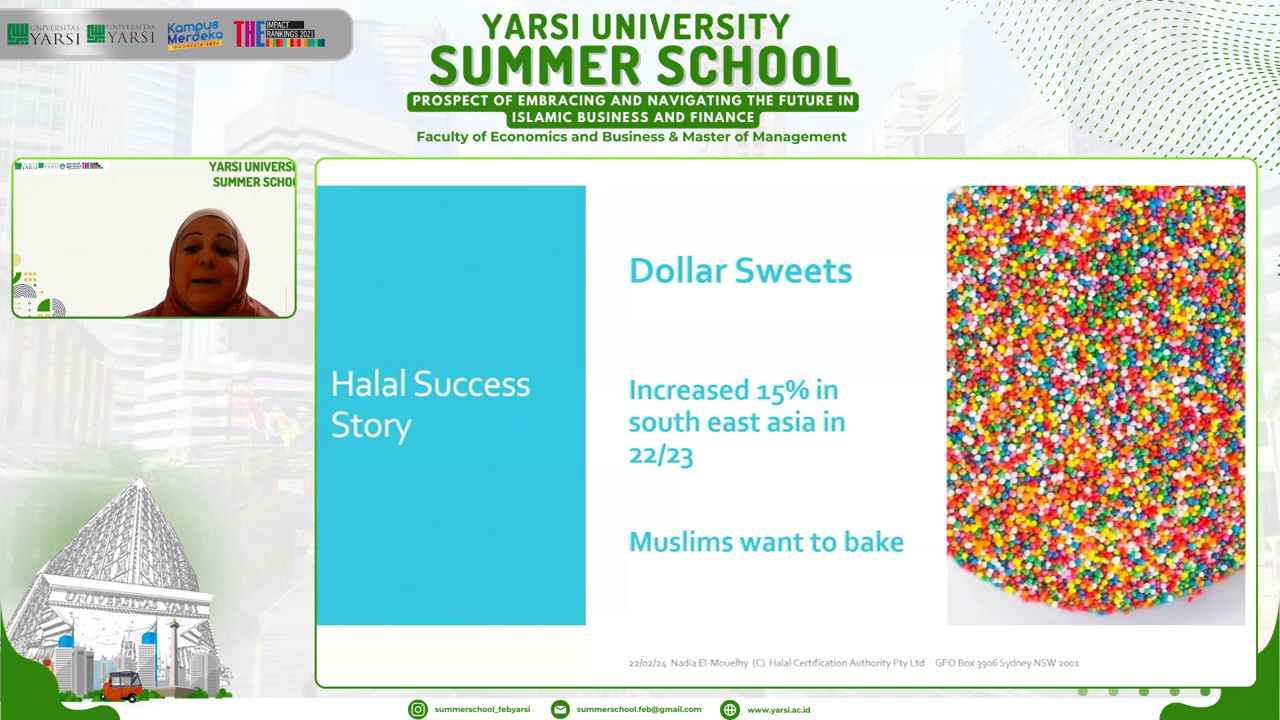 UNIVERSITAS
YARSI
UNIVERSITAS
YARSI
Kampus
Merdeka
INDONESIA JAYA
THE IMPACT
RANKINGS 2021
YARSI UNIVERSITY
SUMMER SCHOOL
PROSPECT OF EMBRACING AND NAVIGATING THE FUTURE IN
ISLAMIC BUSINESS AND FINANCE
Faculty of Economics and Business & Master of Management
YARSI UNIVERSI
SUMMER SCHO
Halal Success
Story
Dollar Sweets
Increased 15% in
south east asia in
22/23
Muslims want to bake
22/02/24 Nadia El-Mouelhy (C) Halal Certification Authority Pty Ltd GPO Box 3906 Sydney NSW 2001
UNIVERSITAS YARSI
summerschool_febyarsi
summerschool.feb@gmail.com
www.yarsi.ac.id